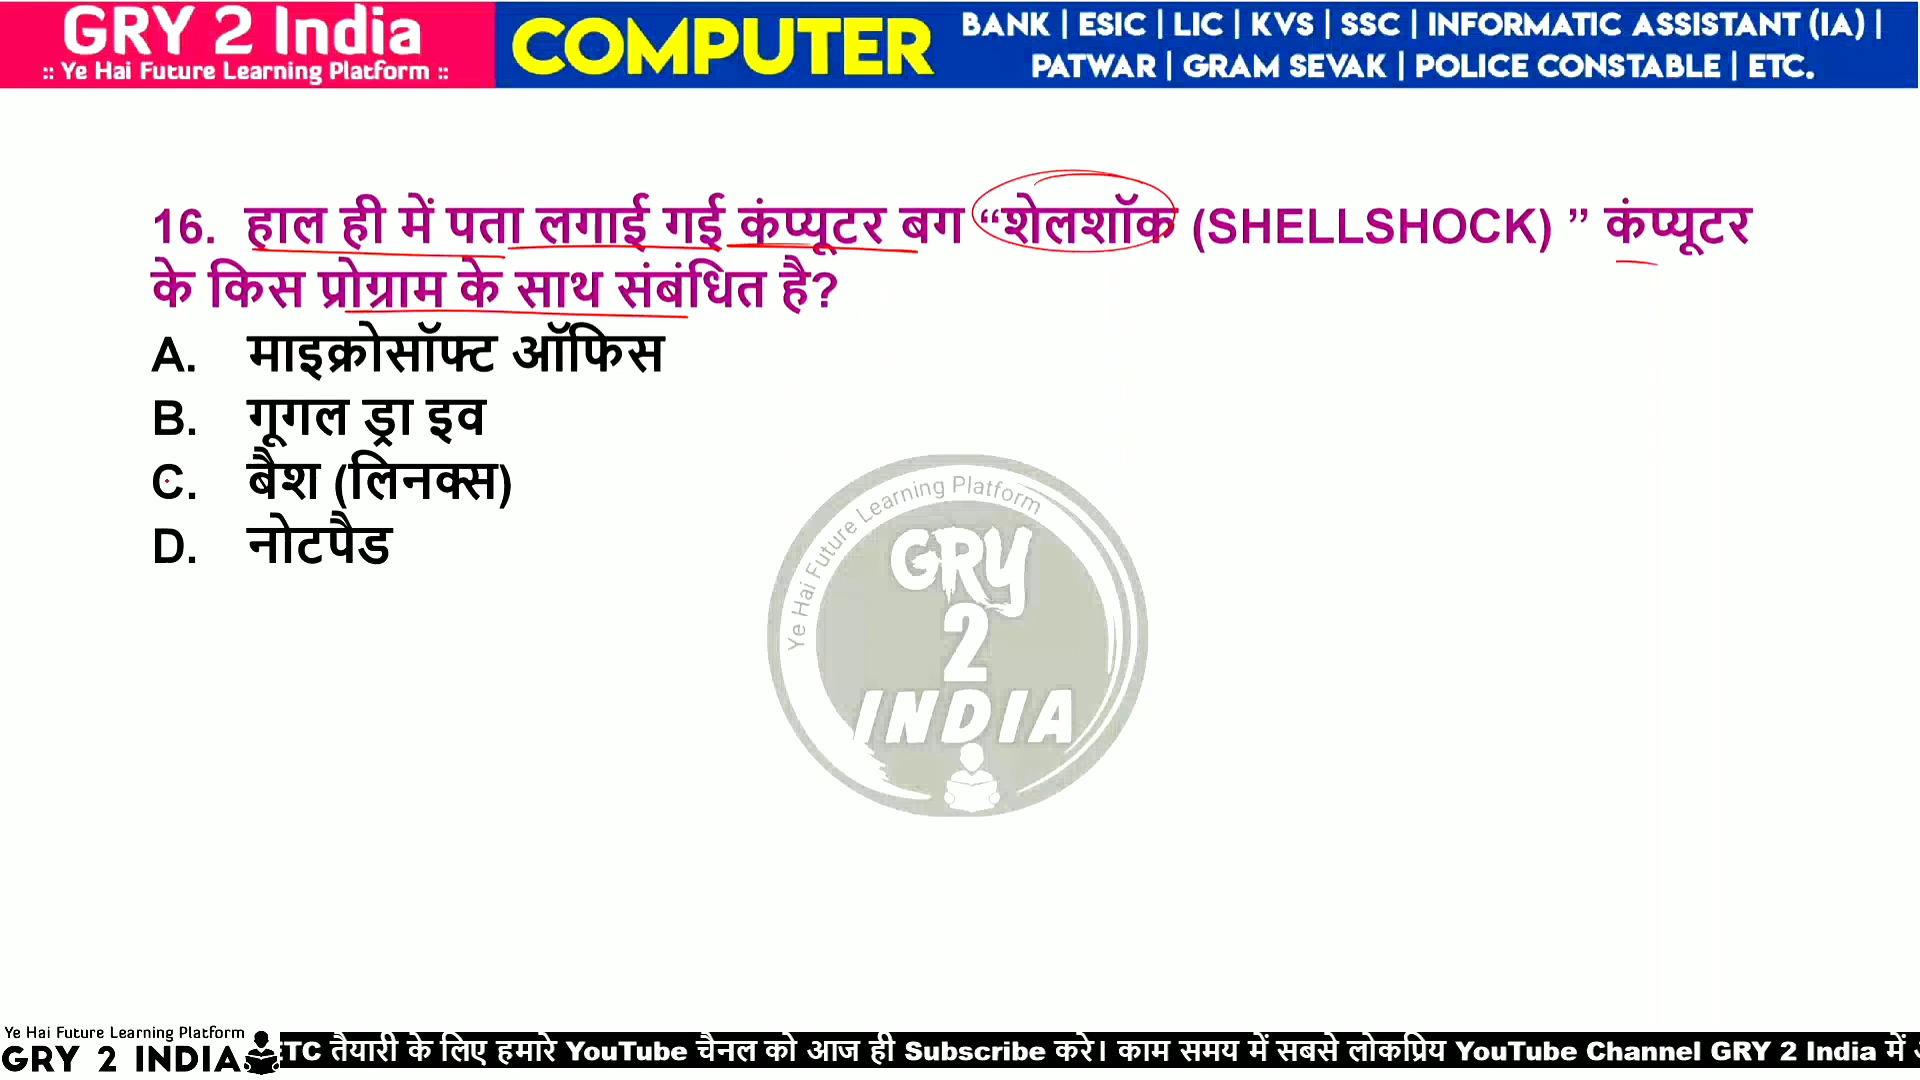 GRY 2 India
:: Ye Hai Future Learning Platform ::
COMPUTER
BANK | ESIC | LIC | KVS | SSC | INFORMATIC ASSISTANT (IA) |
PATWAR | GRAM SEVAK | POLICE CONSTABLE | ETC.
16. हाल ही में पता लगाई गई कंप्यूटर बग “शेलशॉक (SHELLSHOCK) ” कंप्यूटर
के किस प्रोग्राम के साथ संबंधित है?
A. माइक्रोसॉफ्ट ऑफिस
B. गूगल ड्रा इव
C. बैश (लिनक्स)
D. नोटपैड
Ye Hai Future Learning Platform
GRY
2
INDIA
Ye Hai Future Learning Platform
GRY 2 INDIA
ETC तैयारी के लिए हमारे YouTube चैनल को आज ही Subscribe करे। काम समय में सबसे लोकप्रिय YouTube Channel GRY 2 India में